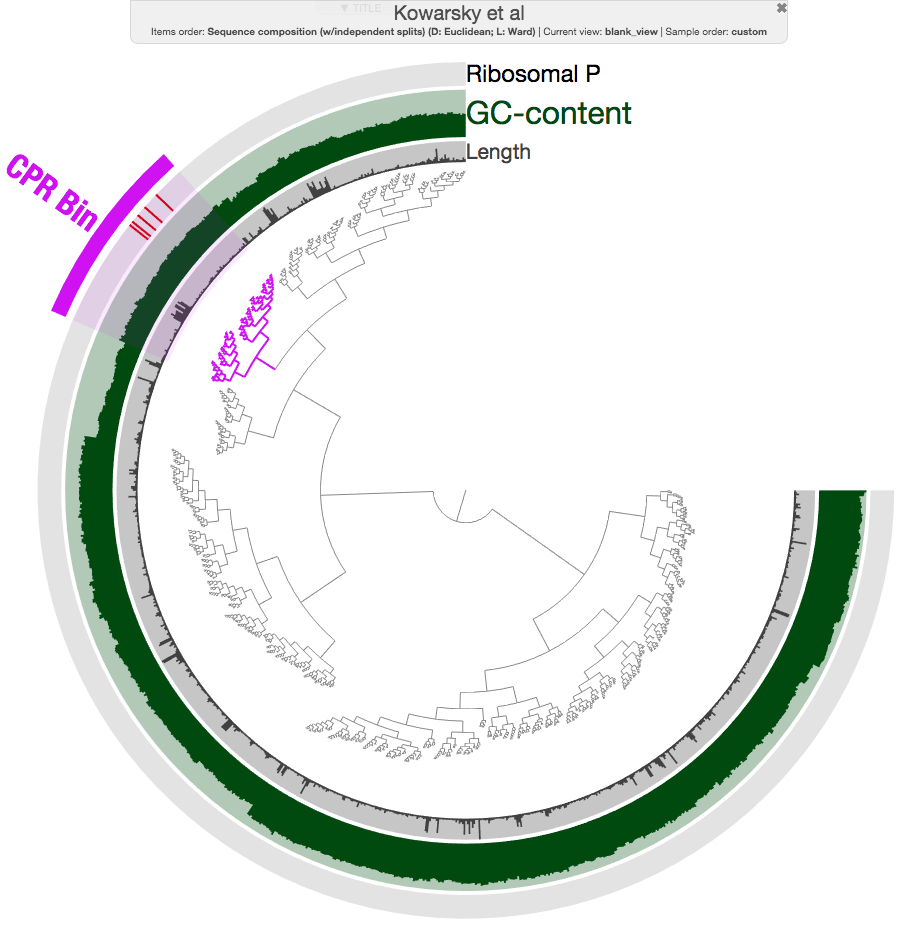 ▼ TITLE
Kowarsky et al
Items order: Sequence composition (w/independent splits) (D: Euclidean; L: Ward) | Current view: blank_view | Sample order: custom
Ribosomal P
GC-content
Length
CPR Bin